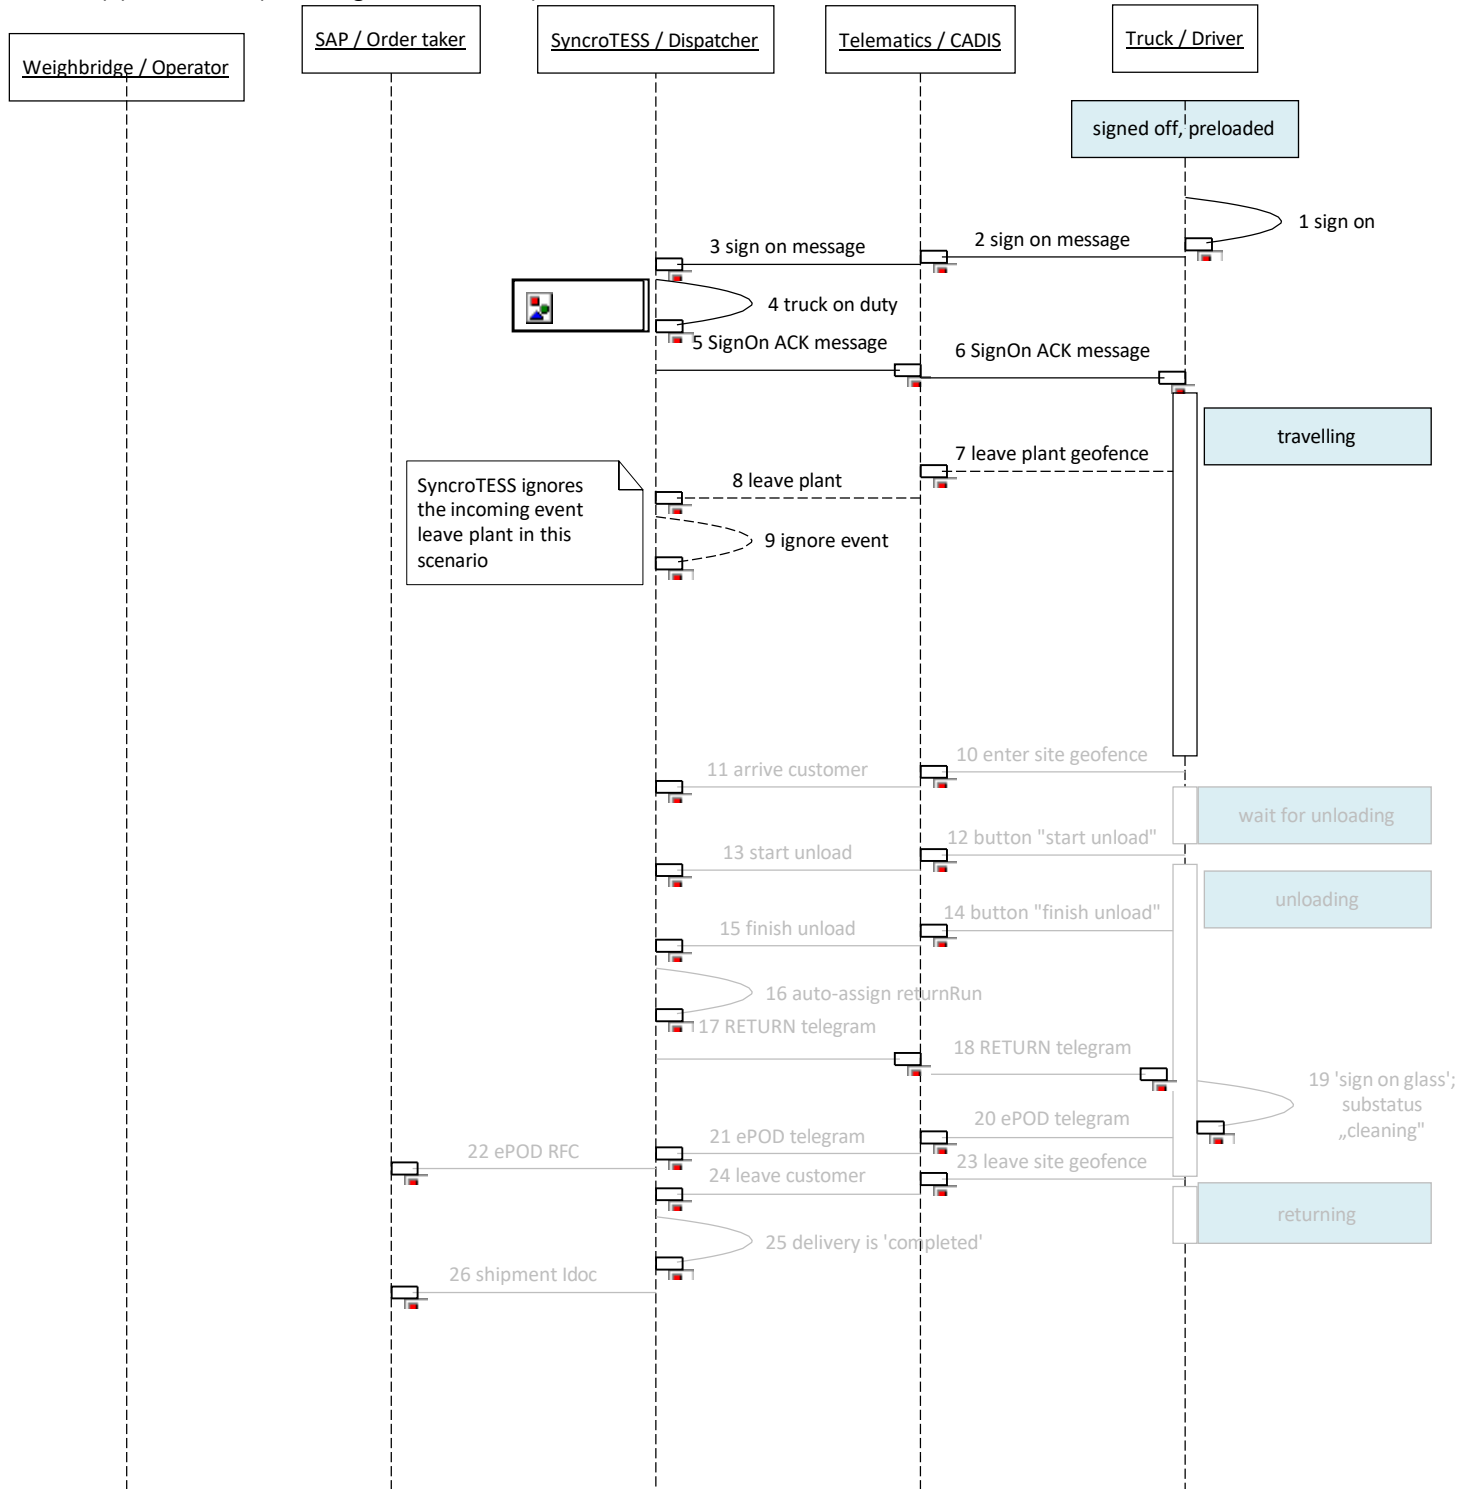 SAP / Order taker
SyncroTESS / Dispatcher
Telematics / CADIS
Truck / Driver
Weighbridge / Operator
signed off, preloaded
1 sign on
2 sign on message
3 sign on message
4 truck on duty
5 SignOn ACK message
6 SignOn ACK message
travelling
7 leave plant geofence
8 leave plant
SyncroTESS ignores
the incoming event
leave plant in this
scenario
9 ignore event
10 enter site geofence
11 arrive customer
wait for unloading
12 button "start unload"
13 start unload
unloading
14 button "finish unload"
15 finish unload
16 auto-assign returnRun
17 RETURN telegram
18 RETURN telegram
19 'sign on glass';
substatus
„cleaning"
20 ePOD telegram
21 ePOD telegram
22 ePOD RFC
23 leave site geofence
24 leave customer
returning
25 delivery is 'completed'
26 shipment Idoc